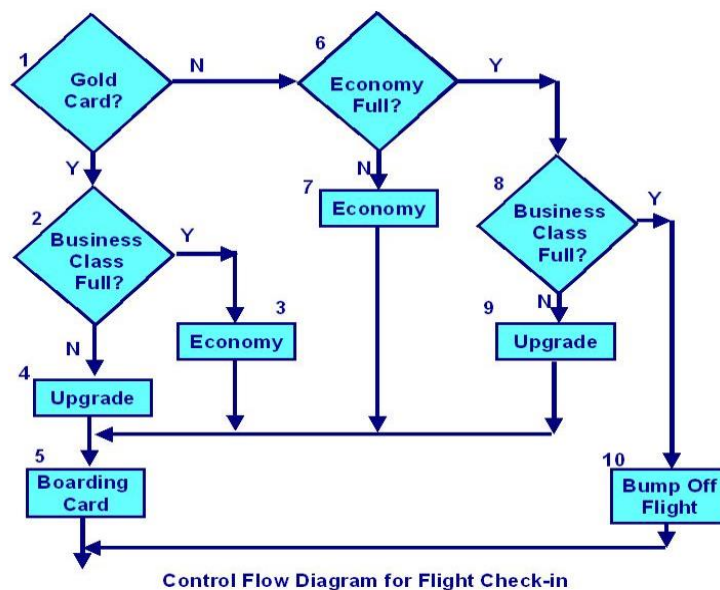 1
Gold
Card?
N
6
Economy
Full?
Y
Y
2
Business
Class
Full?
Y
N
7
Economy
8
Business
Class
Full?
Y
N
3
Economy
9
Upgrade
N
4
Upgrade
5
Boarding
Card
10
Bump Off
Flight
Control Flow Diagram for Flight Check-in